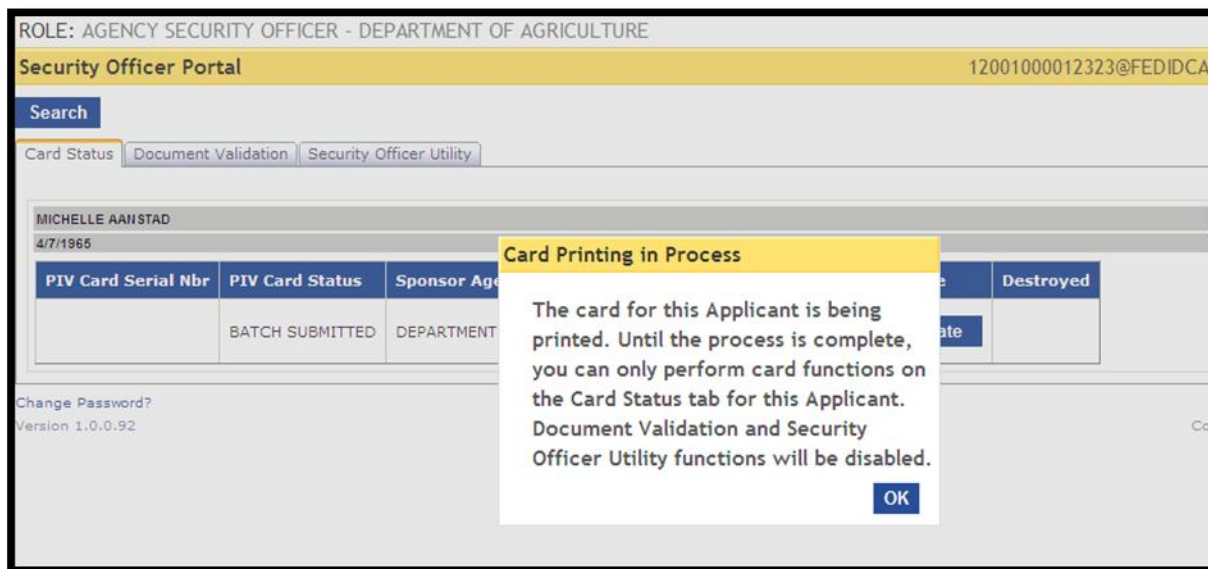 ROLE: AGENCY SECURITY OFFICER - DEPARTMENT OF AGRICULTURE
Security Officer Portal 12001000012323@FEDIDCA
Search
Card Status Document Validation Security Officer Utility
MICHELLE AANSTAD
4/7/1965
Card Printing in Process
PIV Card Serial Nbr PIV Card Status Sponsor Age Destroyed
The card for this Applicant is being
printed. Until the process is complete,
you can only perform card functions on
the Card Status tab for this Applicant.
Document Validation and Security
Officer Utility functions will be disabled.
OK
BATCH SUBMITTED DEPARTMENT ate
Change Password?
Version 1.0.0.92 Co